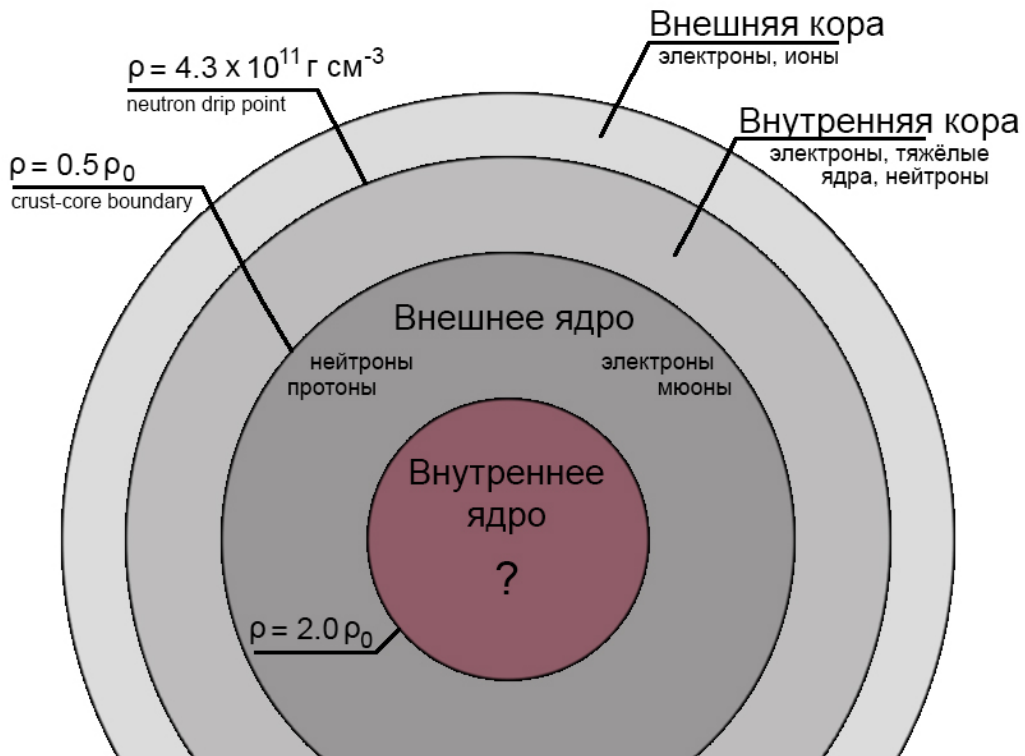 Внешняя кора
электроны, ионы
ρ = 4.3 x 10¹¹ г см⁻³
neutron drip point
Внутренняя кора
электроны, тяжёлые
ядра, нейтроны
ρ = 0.5 ρ₀
crust-core boundary
Внешнее ядро
нейтроны
протоны
электроны
мюоны
Внутреннее
ядро
?
ρ = 2.0 ρ₀